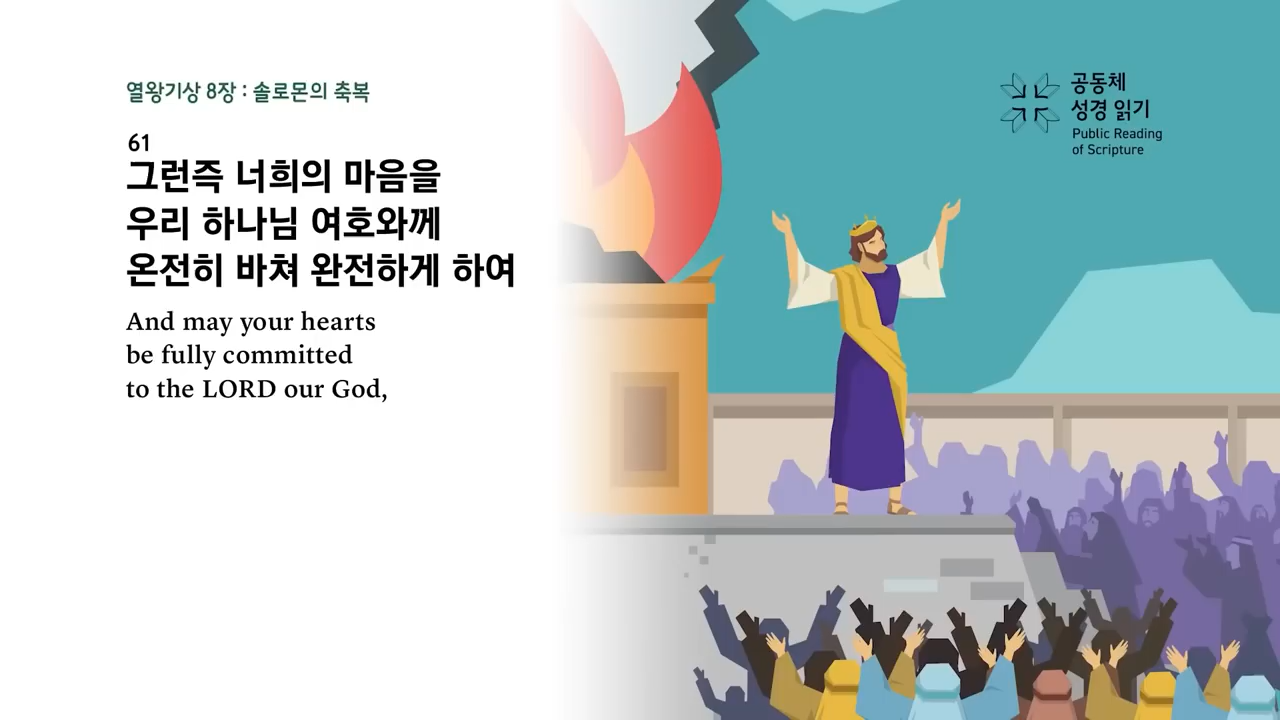 열왕기상 8장 : 솔로몬의 축복
61
그런즉 너희의 마음을
우리 하나님 여호와께
온전히 바쳐 완전하게 하여
And may your hearts
be fully committed
to the LORD our God,
공동체
성경 읽기
Public Reading
of Scripture